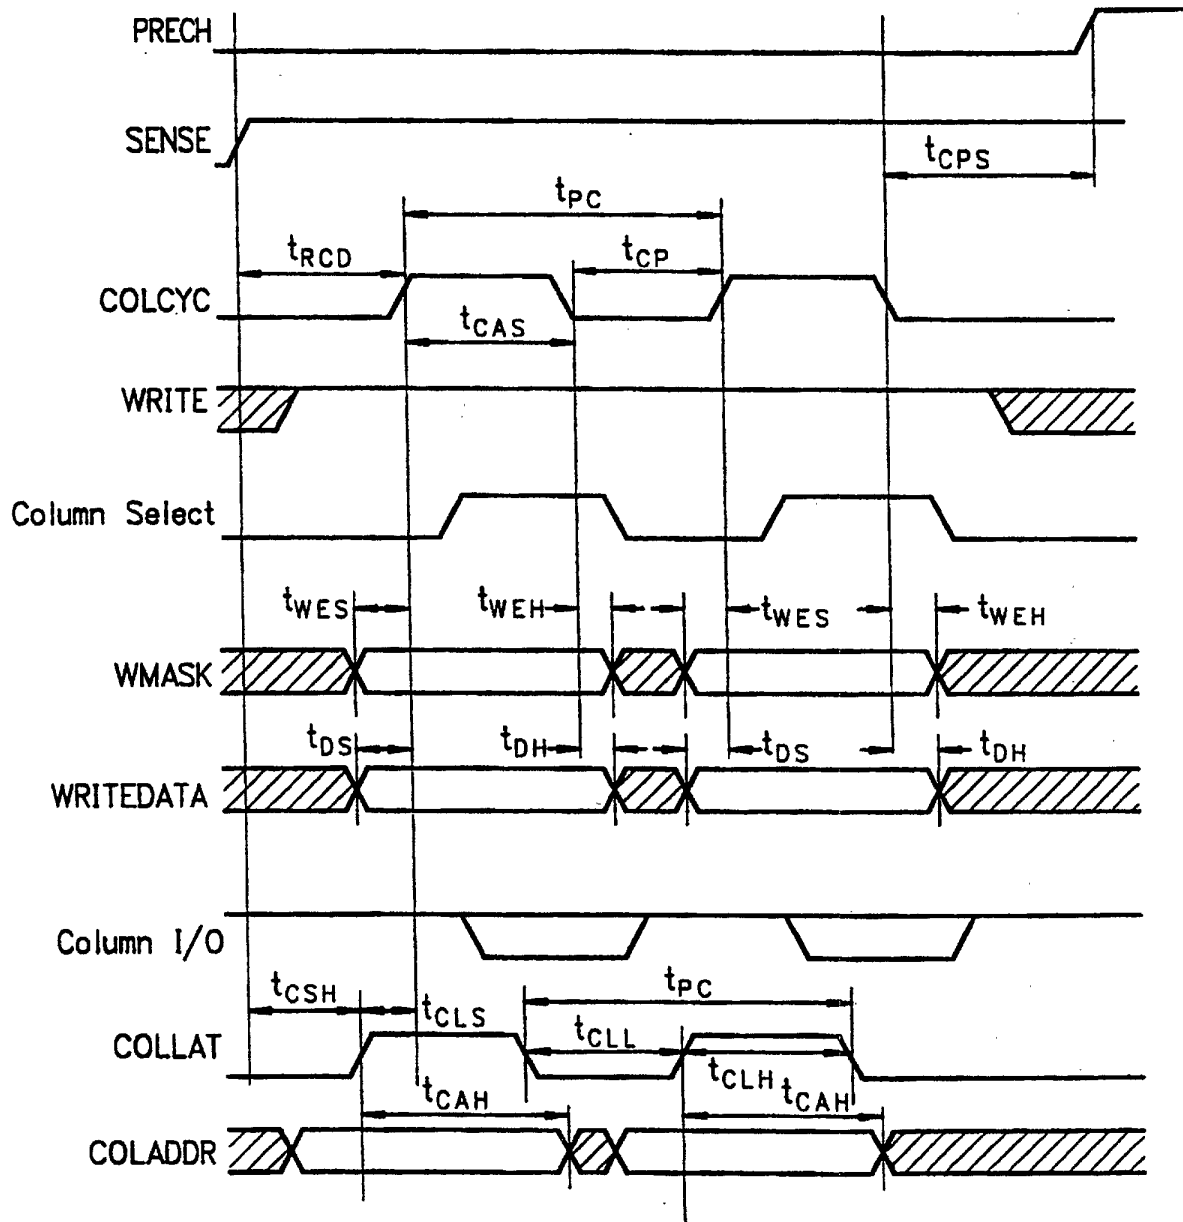 PRECH
SENSE
tCPS
tPC
tRCD
tCP
COLCYC
tCAS
WRITE
Column Select
tWES tWEH tWES tWEH
WMASK
tDS tDH tDS tDH
WRITEDATA
Column I/O
tCSH tCLS tPC
COLLAT
tCLL
tCLH
tCAH tCAH
COLADDR